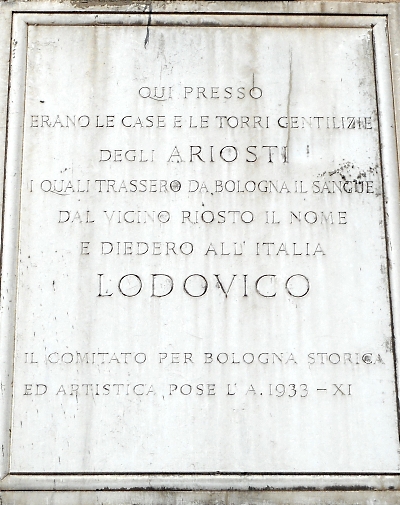 QUI PRESSO
ERANO LE CASE E LE TORRI GENTILIZIE
DEGLI ARIOSTI
I QUALI TRASSERO DA BOLOGNA IL SANGUE
DAL VICINO RIOSTO IL NOME
E DIEDERO ALL'ITALIA
LODOVICO
IL COMITATO PER BOLOGNA STORICA
ED ARTISTICA, POSE L'A. 1933 – XI